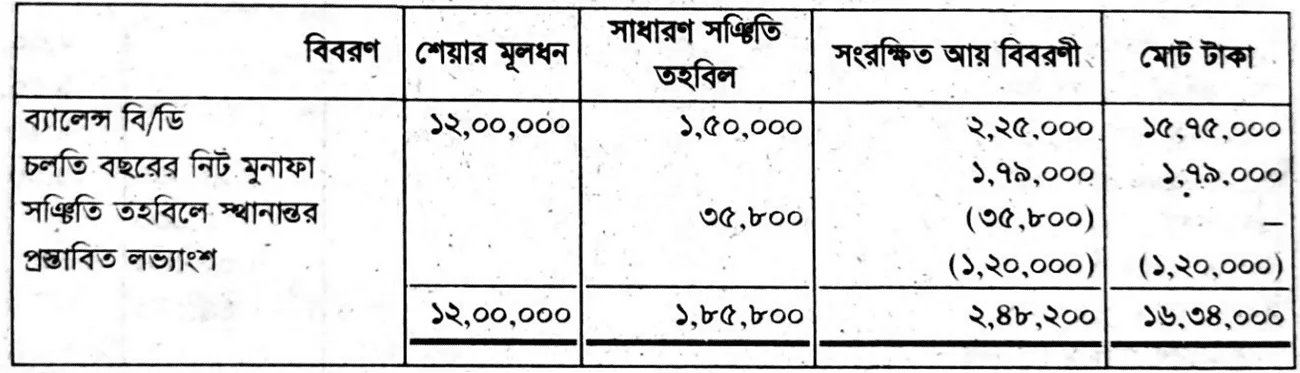 বিবরণ শেয়ার মূলধন সাধারণ সঞ্চিতি তহবিল সংরক্ষিত আয় বিবরণী মোট টাকা
ব্যালেন্স বি/ডি ১২,০০,০০০ ১,৫০,০০০ ২,২৫,০০০ ১৫,৭৫,০০০
চলতি বছরের নিট মুনাফা ১,৭৯,০০০ ১,৭৯,০০০
সঞ্চিতি তহবিলে স্থানান্তর ৩৫,৮০০ (৩৫,৮০০) –
প্রস্তাবিত লভ্যাংশ (১,২০,০০০) (১,২০,০০০)
১২,০০,০০০ ১,৮৫,৮০০ ২,৪৮,২০০ ১৬,৩৪,০০০